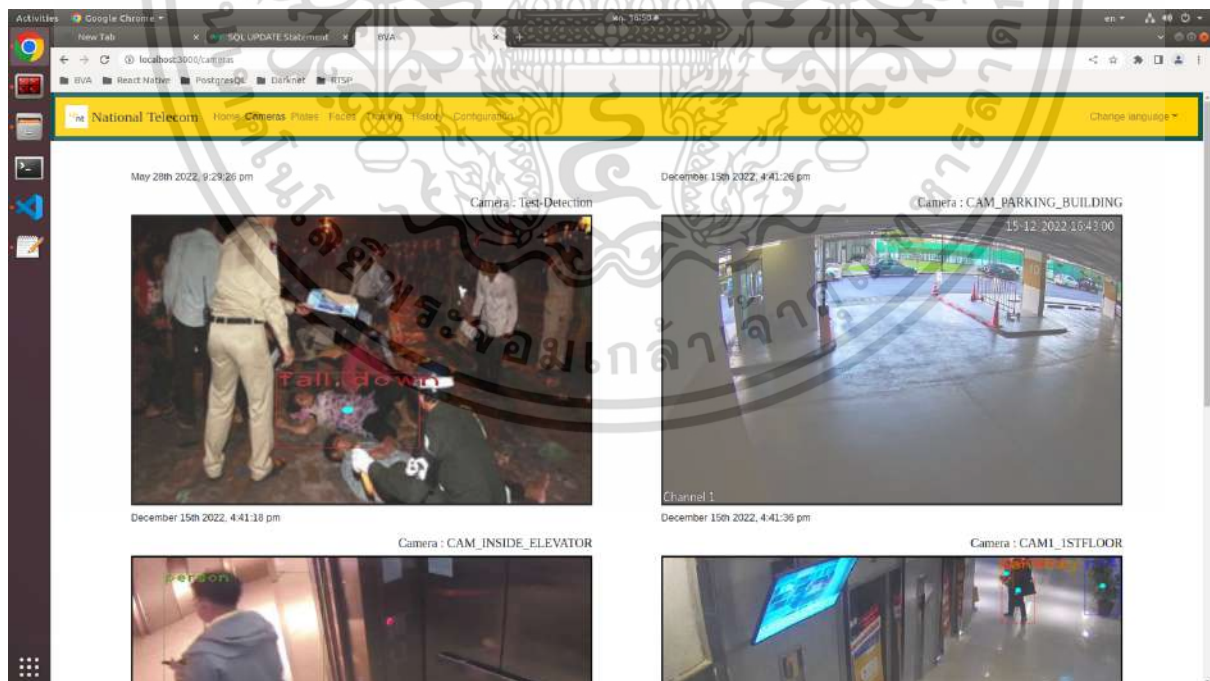 Activities Google Chrome
en
New Tab
SQL UPDATE Statement
BVA
localhost:3000/cameras
BVA React Native PostgresQL Darknet RTSP
nt National Telecom Home Cameras Plates Faces Training History Configuration Change language
May 28th 2022, 9:29:26 pm
December 15th 2022, 4:41:26 pm
Camera : Test-Detection
Camera : CAM_PARKING_BUILDING
15-12-2022 16:43:00
fall.down
Channel 1
December 15th 2022, 4:41:18 pm
December 15th 2022, 4:41:36 pm
Camera : CAM_INSIDE_ELEVATOR
Camera : CAM1_1STFLOOR
person